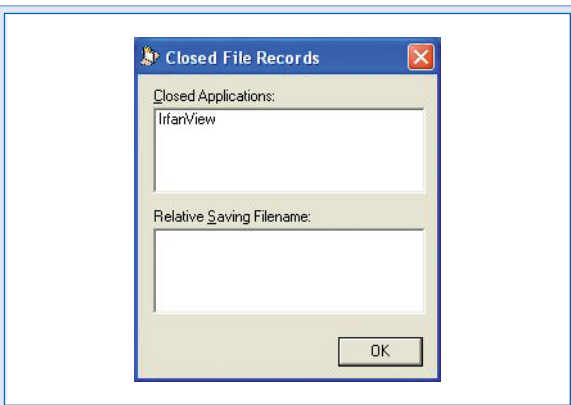 Closed File Records
Closed Applications:
IrfanView
Relative Saving Filename:
OK